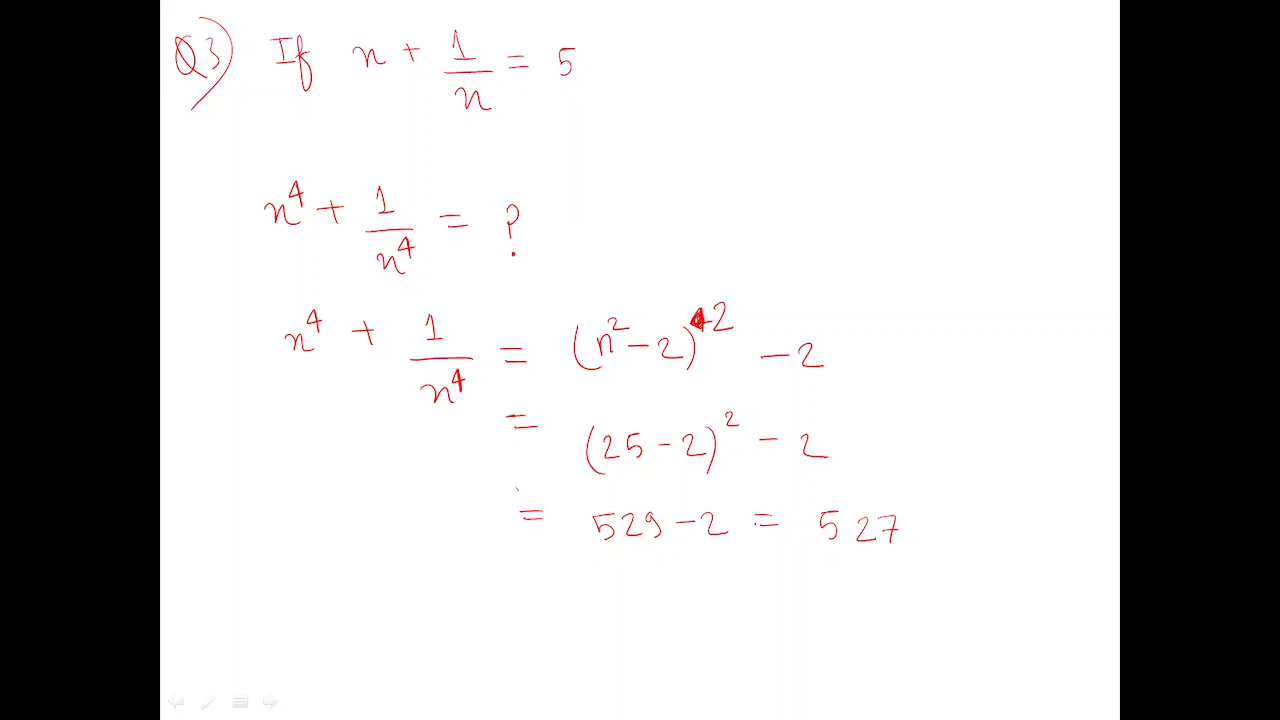 Q3) If n + 1/n = 5
n⁴ + 1/n⁴ = ?
n⁴ + 1/n⁴ = (n² - 2)² - 2
= (25 - 2)² - 2
= 529 - 2 = 527